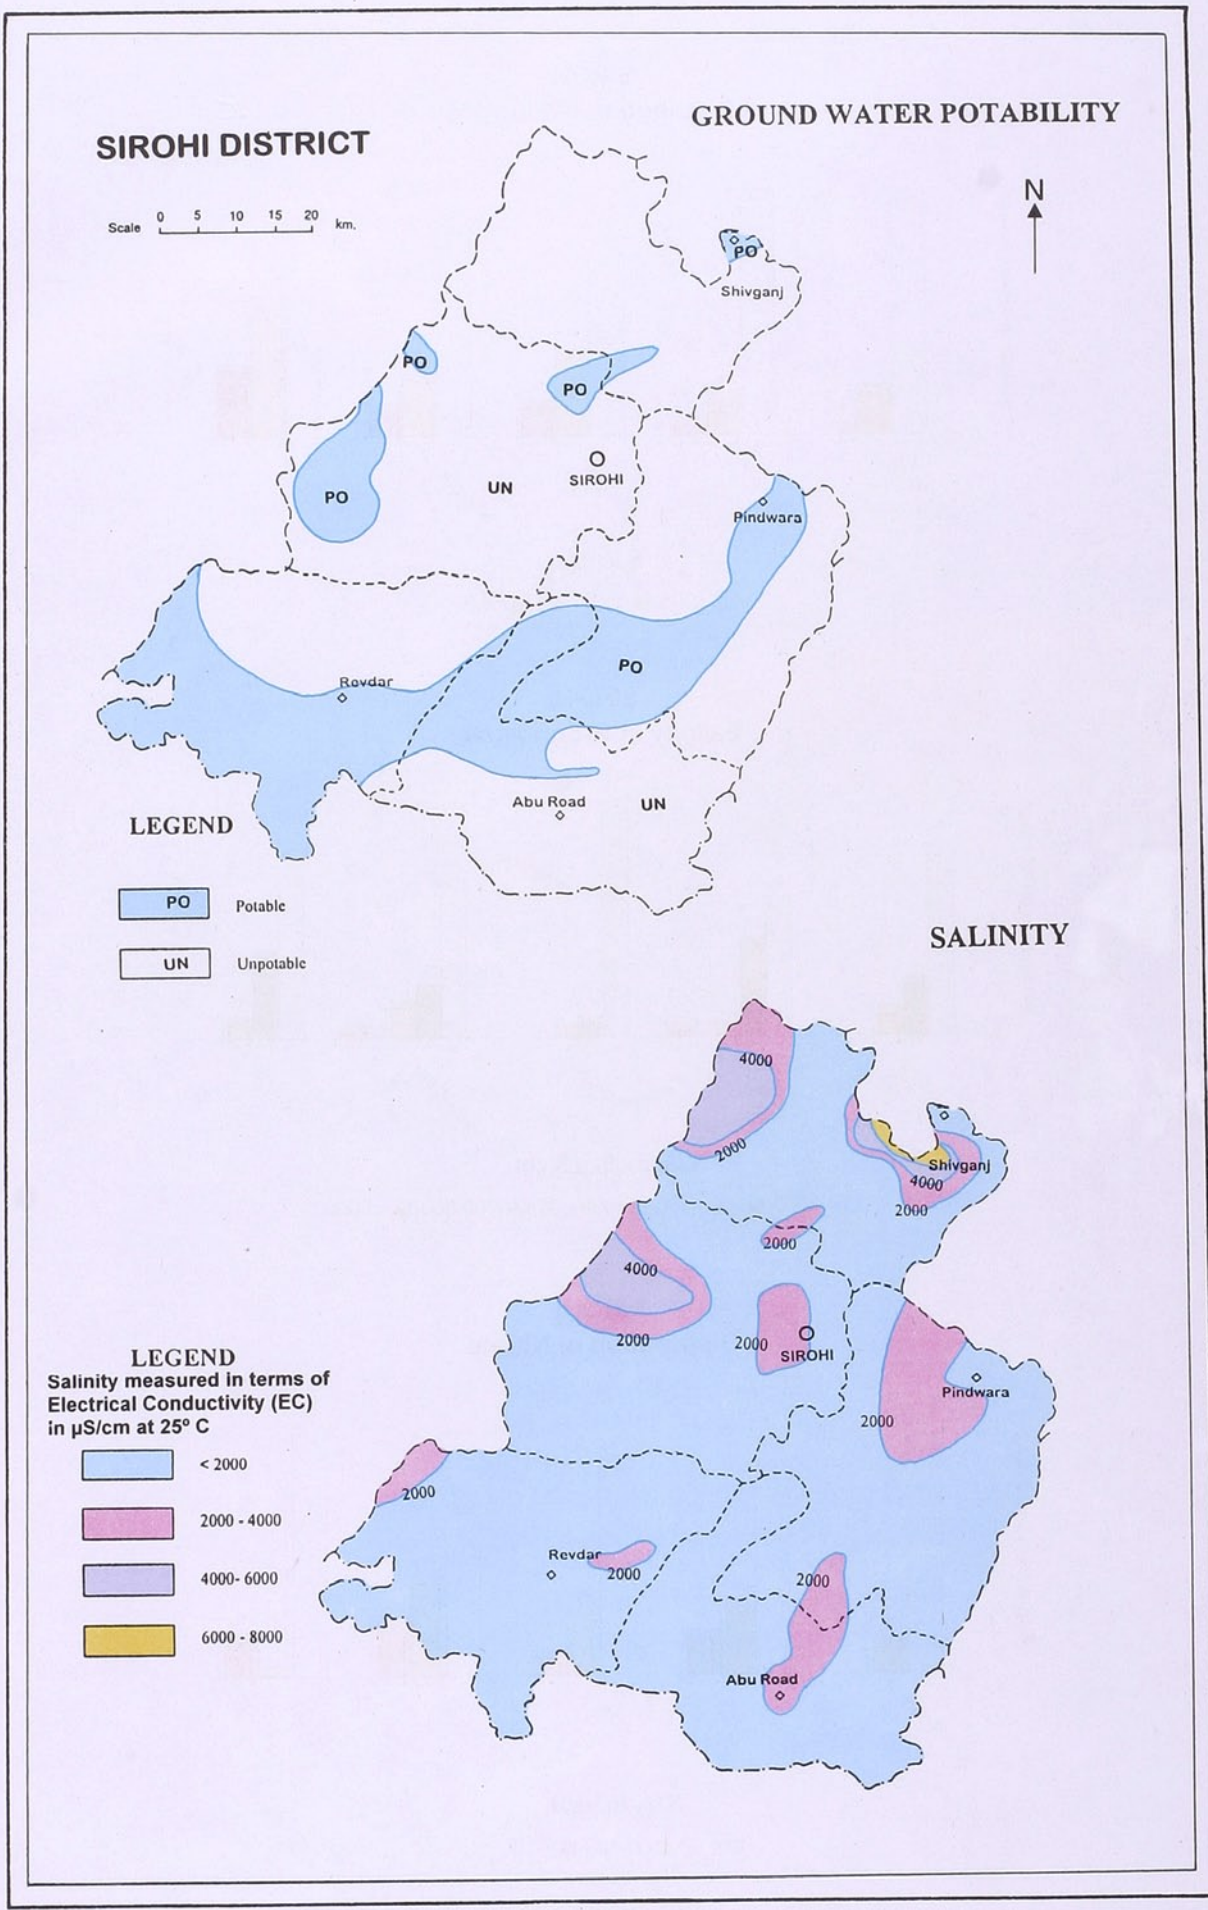 GROUND WATER POTABILITY
SIROHI DISTRICT
N
Scale 0 5 10 15 20 km.
PO
Shivganj
PO
PO
SIROHI
UN
PO
Pindwara
PO
Revdar
Abu Road
UN
LEGEND
PO Potable
UN Unpotable
SALINITY
4000
2000
Shivganj
4000
2000
2000
4000
2000
2000
SIROHI
Pindwara
2000
2000
Revdar
2000
2000
Abu Road
LEGEND
Salinity measured in terms of
Electrical Conductivity (EC)
in µS/cm at 25º C
< 2000
2000 - 4000
4000- 6000
6000 - 8000